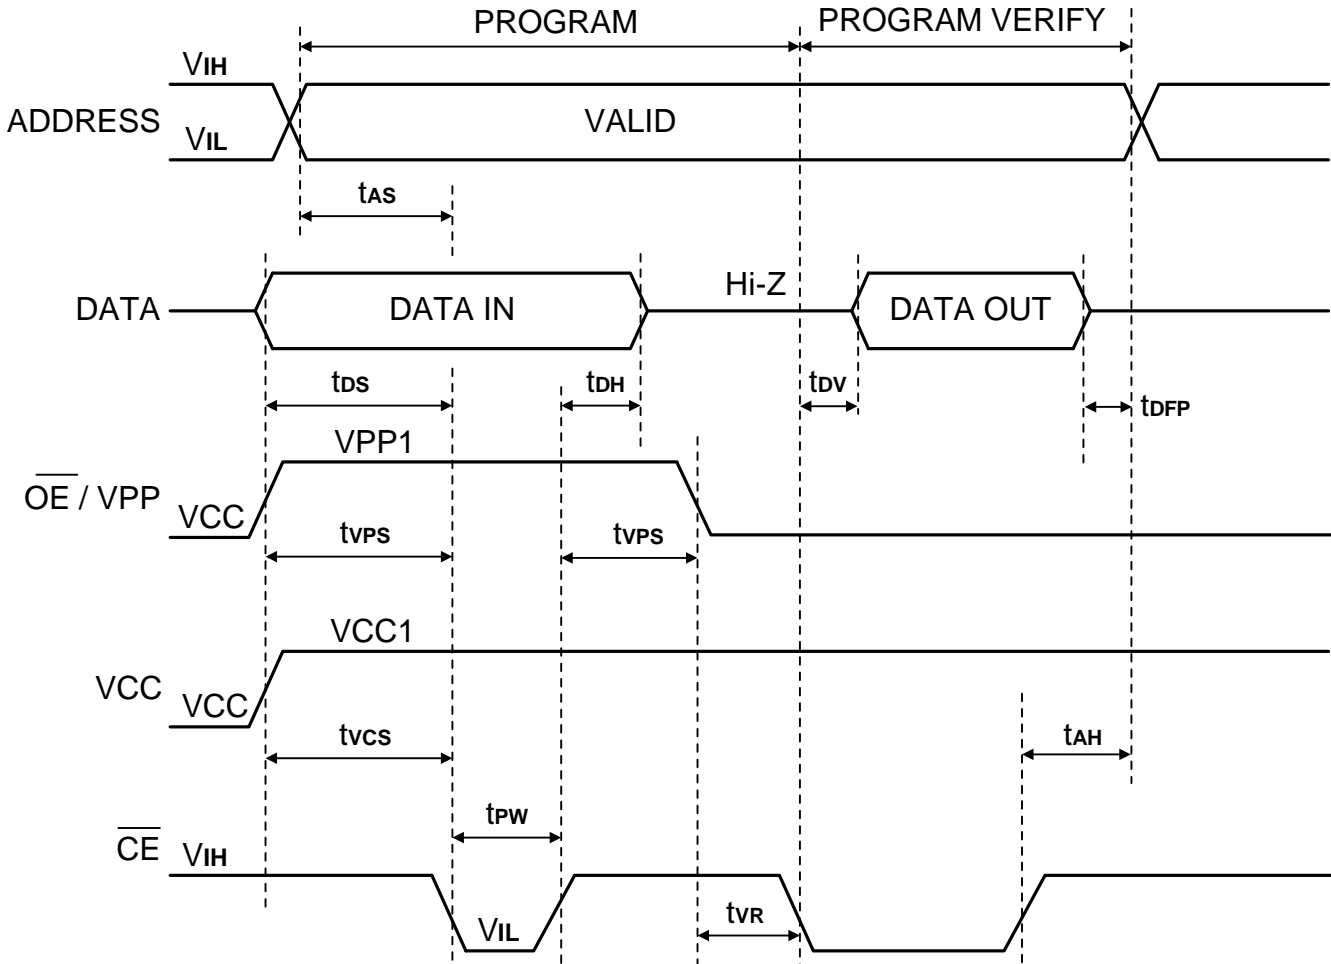 PROGRAM
PROGRAM VERIFY
VIH
ADDRESS
VALID
VIL
tAS
Hi-Z
DATA
DATA IN
DATA OUT
tDS
tDH
tDV
tDFP
VPP1
OE / VPP
VCC
tVPS
tVPS
VCC1
VCC
VCC
tVCS
tAH
tPW
CE
VIH
VIL
tVR